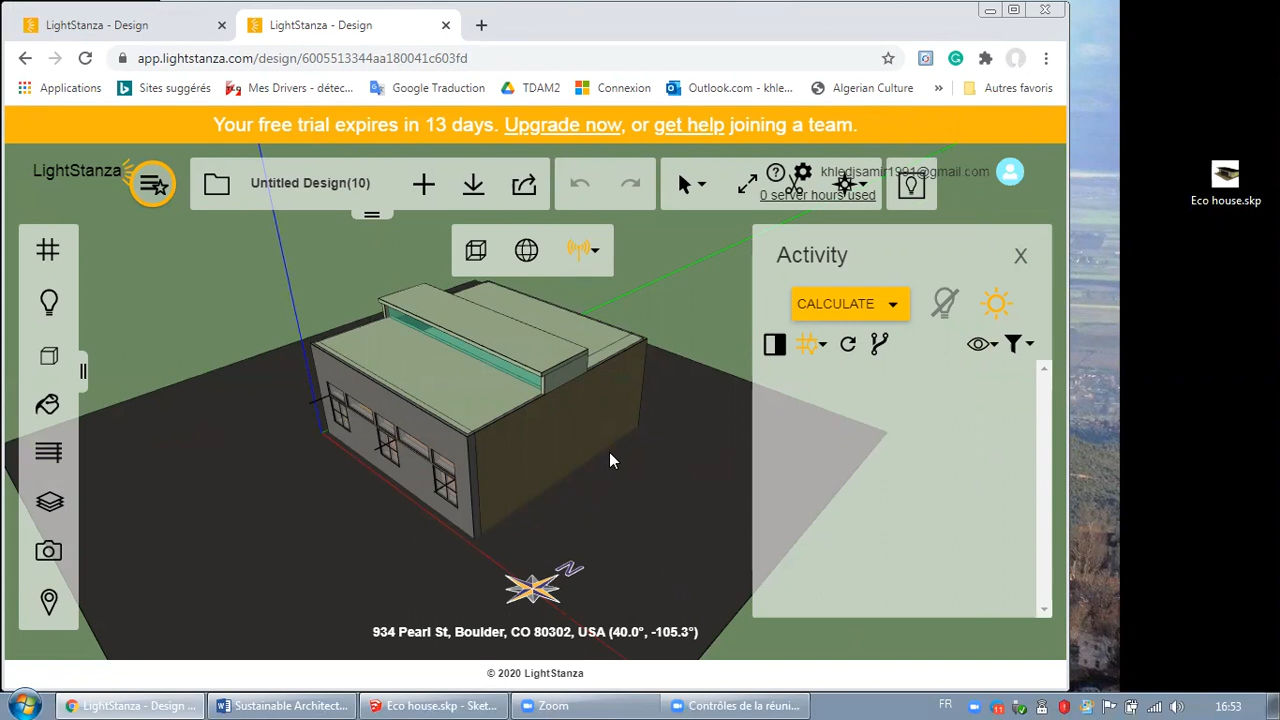 LightStanza - Design
LightStanza - Design
app.lightstanza.com/design/6005513344aa180041c603fd
Applications
Sites suggérés
Mes Drivers - détec...
Google Traduction
TDAM2
Connexion
Outlook.com - khle...
Algerian Culture
»
Autres favoris
Your free trial expires in 13 days. Upgrade now, or get help joining a team.
LightStanza
Untitled Design(10)
khledjsamir1991@gmail.com
0 server hours used
Eco house.skp
Activity
X
CALCULATE
N
934 Pearl St, Boulder, CO 80302, USA (40.0°, -105.3°)
© 2020 LightStanza
LightStanza - Design ...
Sustainable Architect...
Eco house.skp - Sket...
Zoom
Contrôles de la réuni...
FR
11
16:53